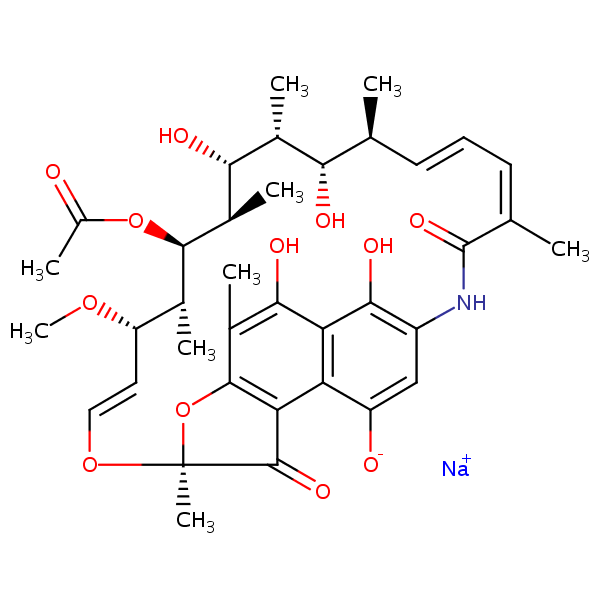 CH3 CH3
HO
O
O CH3 OH O
H3C OH OH CH3
CH3
O NH
H3C CH3
O
O O- Na+
O
CH3